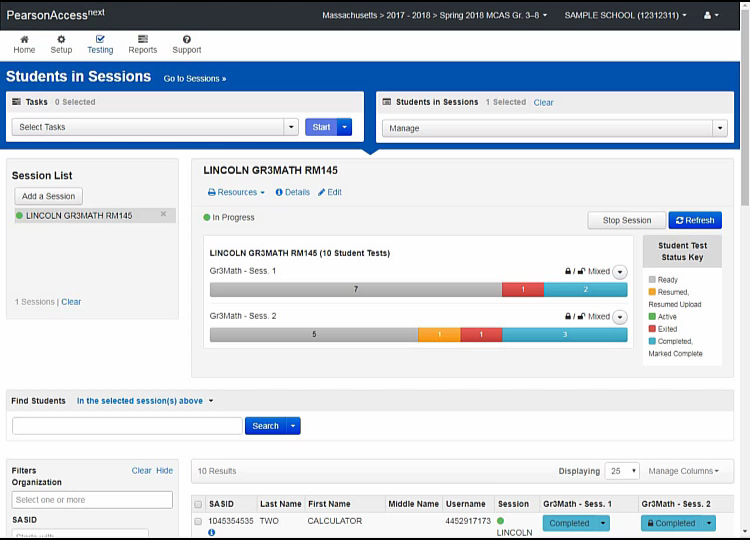 PearsonAccess next
Massachusetts > 2017 - 2018 > Spring 2018 MCAS Gr. 3–8
SAMPLE SCHOOL (12312311)
Home
Setup
Testing
Reports
Support
Students in Sessions Go to Sessions »
Tasks 0 Selected
Select Tasks
Start
Students in Sessions 1 Selected Clear
Manage
Session List
Add a Session
LINCOLN GR3MATH RM145 ×
1 Sessions | Clear
LINCOLN GR3MATH RM145
Resources
Details
Edit
In Progress
Stop Session
Refresh
LINCOLN GR3MATH RM145 (10 Student Tests)
Gr3Math - Sess. 1
/ Mixed
7 1 2
Gr3Math - Sess. 2
/ Mixed
5 1 1 3
Student Test
Status Key
Ready
Resumed,
Resumed Upload
Active
Exited
Completed,
Marked Complete
Find Students In the selected session(s) above
Search
Filters Clear Hide
Organization
Select one or more
SASID
Starts with
10 Results
Displaying 25 Manage Columns
SASID Last Name First Name Middle Name Username Session Gr3Math - Sess. 1 Gr3Math - Sess. 2
1045354535 TWO CALCULATOR 4452917173 Completed Completed
LINCOLN